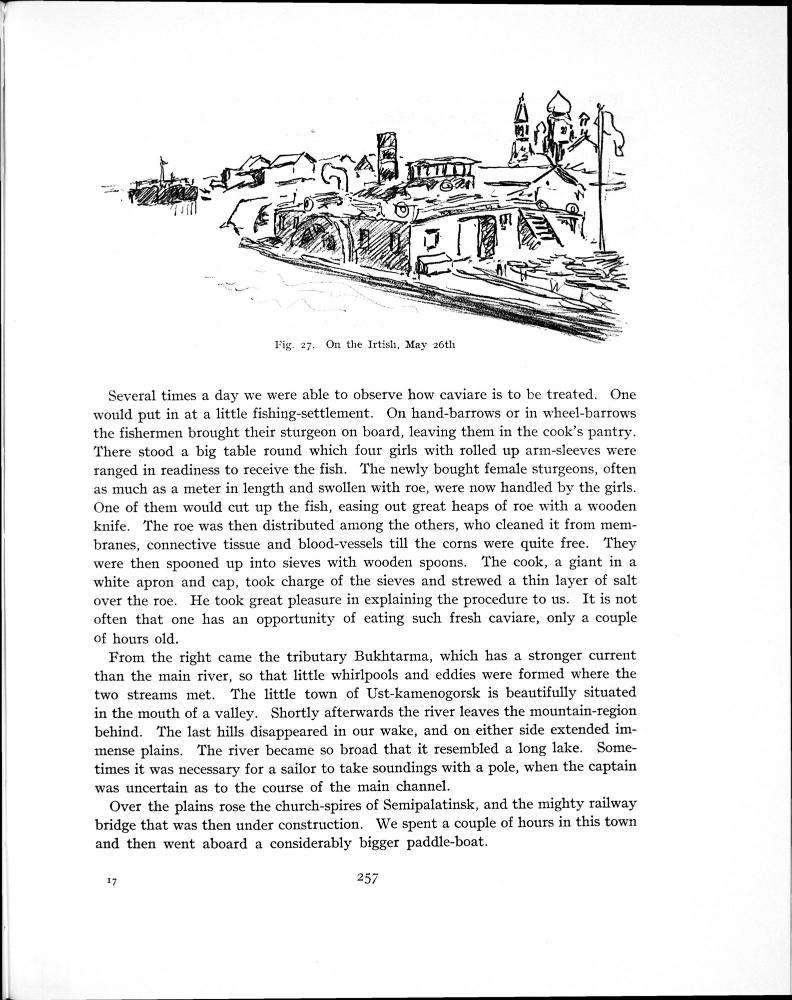 Fig. 27. On the Irtish, May 26th
Several times a day we were able to observe how caviare is to be treated. One
would put in at a little fishing-settlement. On hand-barrows or in wheel-barrows
the fishermen brought their sturgeon on board, leaving them in the cook's pantry.
There stood a big table round which four girls with rolled up arm-sleeves were
ranged in readiness to receive the fish. The newly bought female sturgeons, often
as much as a meter in length and swollen with roe, were now handled by the girls.
One of them would cut up the fish, easing out great heaps of roe with a wooden
knife. The roe was then distributed among the others, who cleaned it from mem-
branes, connective tissue and blood-vessels till the corns were quite free. They
were then spooned up into sieves with wooden spoons. The cook, a giant in a
white apron and cap, took charge of the sieves and strewed a thin layer of salt
over the roe. He took great pleasure in explaining the procedure to us. It is not
often that one has an opportunity of eating such fresh caviare, only a couple
of hours old.
From the right came the tributary Bukhtarma, which has a stronger current
than the main river, so that little whirlpools and eddies were formed where the
two streams met. The little town of Ust-kamenogorsk is beautifully situated
in the mouth of a valley. Shortly afterwards the river leaves the mountain-region
behind. The last hills disappeared in our wake, and on either side extended im-
mense plains. The river became so broad that it resembled a long lake. Some-
times it was necessary for a sailor to take soundings with a pole, when the captain
was uncertain as to the course of the main channel.
Over the plains rose the church-spires of Semipalatinsk, and the mighty railway
bridge that was then under construction. We spent a couple of hours in this town
and then went aboard a considerably bigger paddle-boat.
17
257